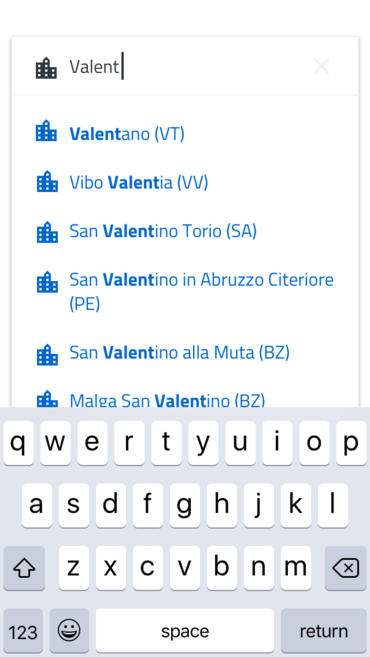 Valent
Valentano (VT)
Vibo Valentia (VV)
San Valentino Torio (SA)
San Valentino in Abruzzo Citeriore
(PE)
San Valentino alla Muta (BZ)
Malga San Valentino (BZ)
q w e r t y u i o p
a s d f g h j k l
z x c v b n m
123 space return